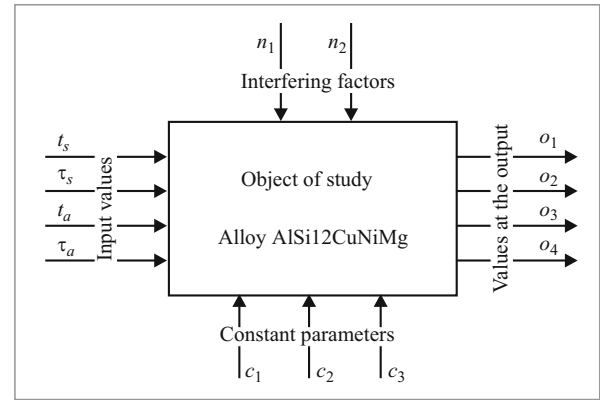 n₁ n₂
Interfering factors
tₛ
τₛ
tₐ
τₐ
Input values
Object of study
Alloy AlSi12CuNiMg
Values at the output
o₁
o₂
o₃
o₄
Constant parameters
c₁ c₂ c₃